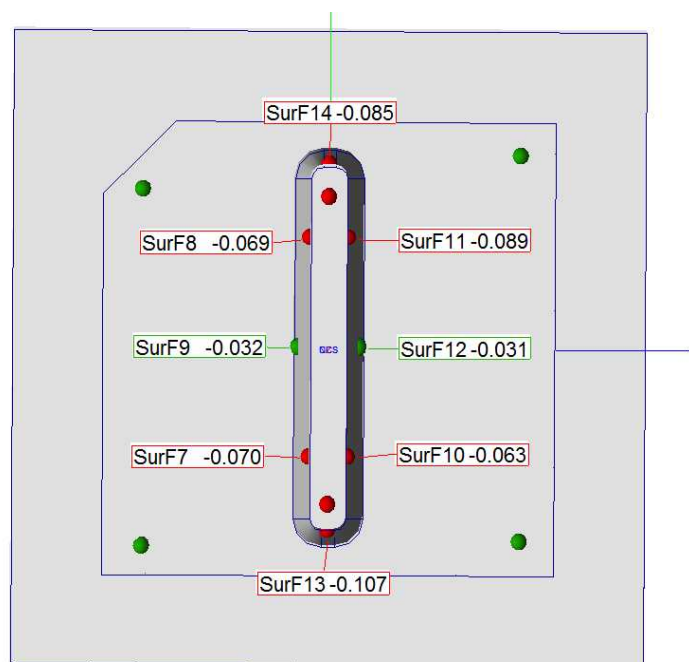 SurF14 -0.085
SurF8 -0.069
SurF11 -0.089
SurF9 -0.032
GCS
SurF12 -0.031
SurF7 -0.070
SurF10 -0.063
SurF13 -0.107